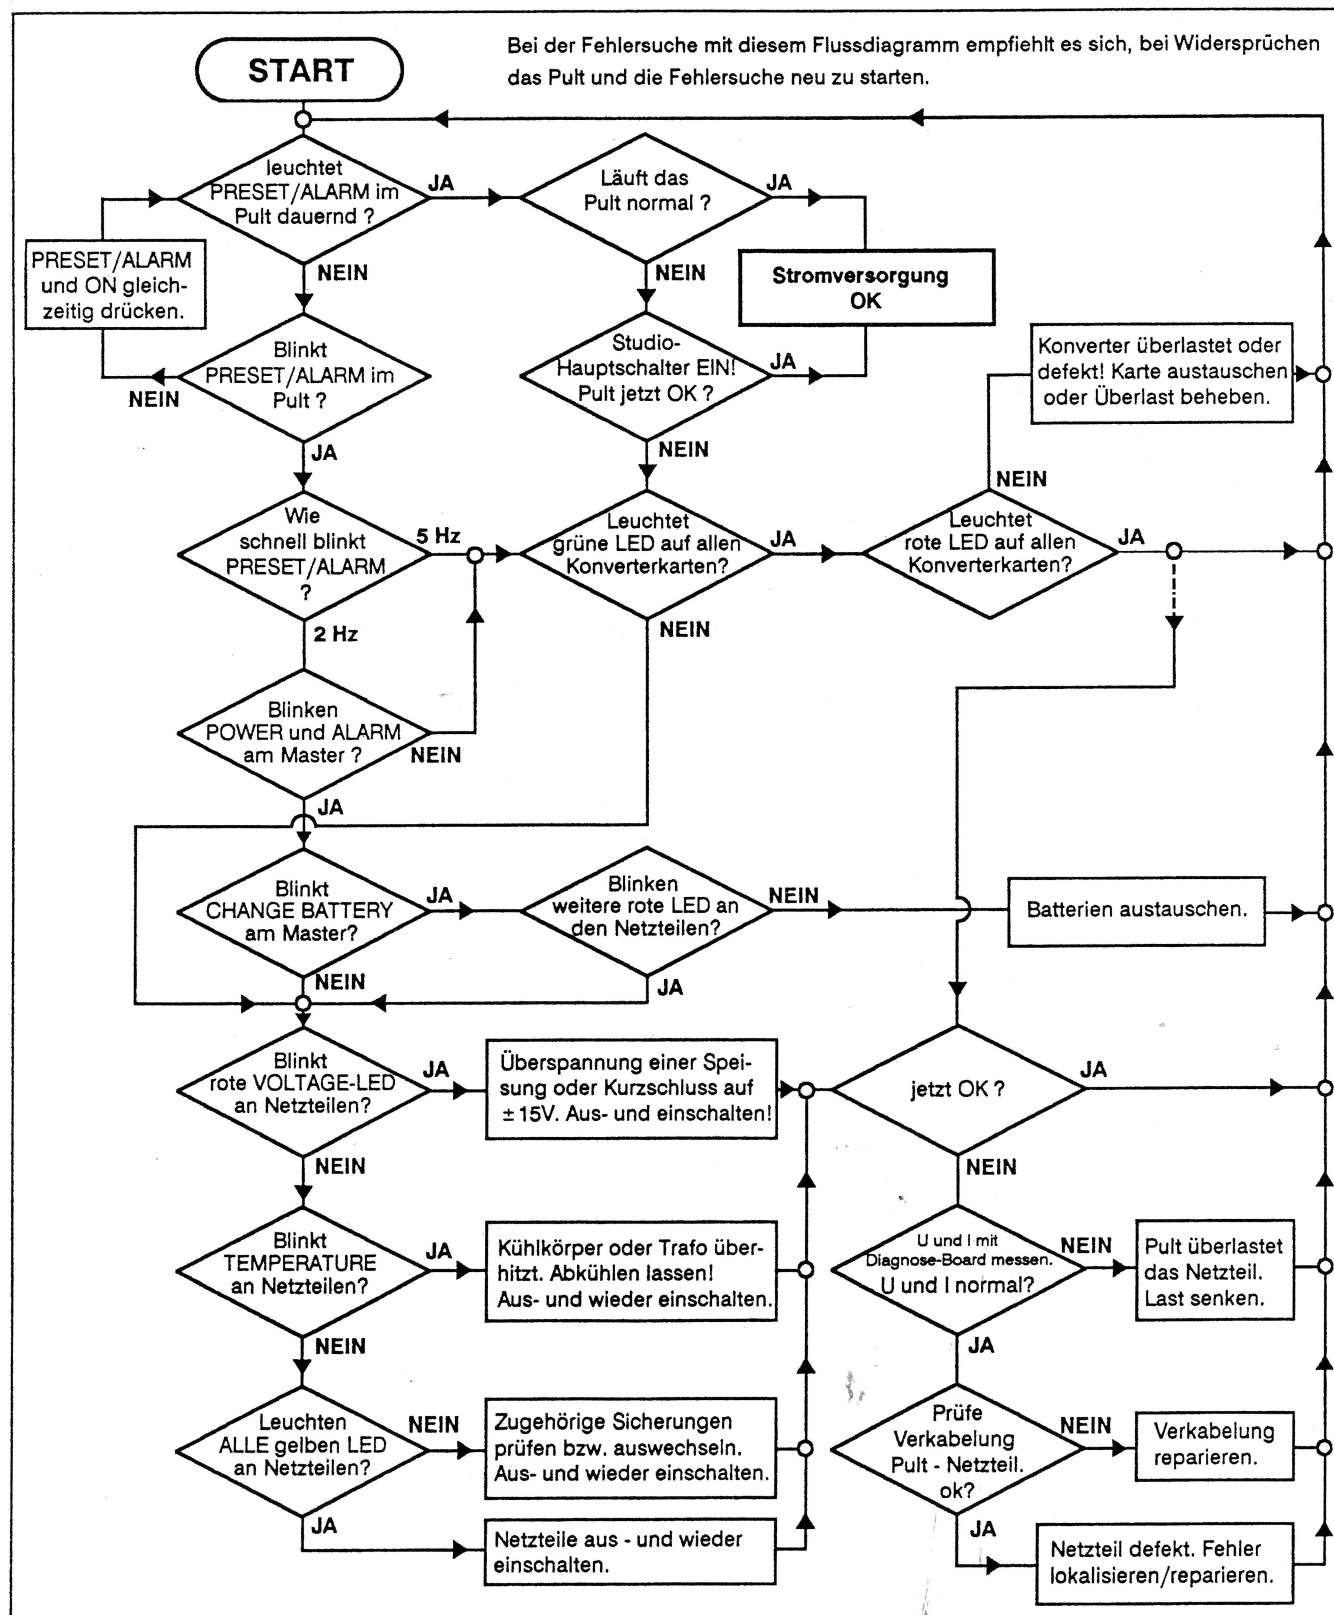 START
Bei der Fehlersuche mit diesem Flussdiagramm empfiehlt es sich, bei Widersprüchen
das Pult und die Fehlersuche neu zu starten.
leuchtet
PRESET/ALARM im
Pult dauernd ?
JA
NEIN
Läuft das
Pult normal ?
JA
NEIN
PRESET/ALARM
und ON gleich-
zeitig drücken.
Stromversorgung
OK
Blinkt
PRESET/ALARM im
Pult ?
NEIN
JA
Studio-
Hauptschalter EIN!
Pult jetzt OK ?
JA
NEIN
Konverter überlastet oder
defekt! Karte austauschen
oder Überlast beheben.
Wie
schnell blinkt
PRESET/ALARM
?
5 Hz
2 Hz
Leuchtet
grüne LED auf allen
Konverterkarten?
JA
NEIN
NEIN
Leuchtet
rote LED auf allen
Konverterkarten?
JA
Blinken
POWER und ALARM
am Master ?
NEIN
JA
Blinkt
CHANGE BATTERY
am Master?
JA
NEIN
Blinken
weitere rote LED an
den Netzteilen?
NEIN
JA
Batterien austauschen.
Blinkt
rote VOLTAGE-LED
an Netzteilen?
JA
NEIN
Überspannung einer Spei-
sung oder Kurzschluss auf
±15V. Aus- und einschalten!
jetzt OK ?
JA
NEIN
Blinkt
TEMPERATURE
an Netzteilen?
JA
NEIN
Kühlkörper oder Trafo über-
hitzt. Abkühlen lassen!
Aus- und wieder einschalten.
U und I mit
Diagnose-Board messen.
U und I normal?
NEIN
JA
Pult überlastet
das Netzteil.
Last senken.
Leuchten
ALLE gelben LED
an Netzteilen?
NEIN
JA
Zugehörige Sicherungen
prüfen bzw. auswechseln.
Aus- und wieder einschalten.
Netzteile aus - und wieder
einschalten.
Prüfe
Verkabelung
Pult - Netzteil.
ok?
NEIN
JA
Verkabelung
reparieren.
Netzteil defekt. Fehler
lokalisieren/reparieren.